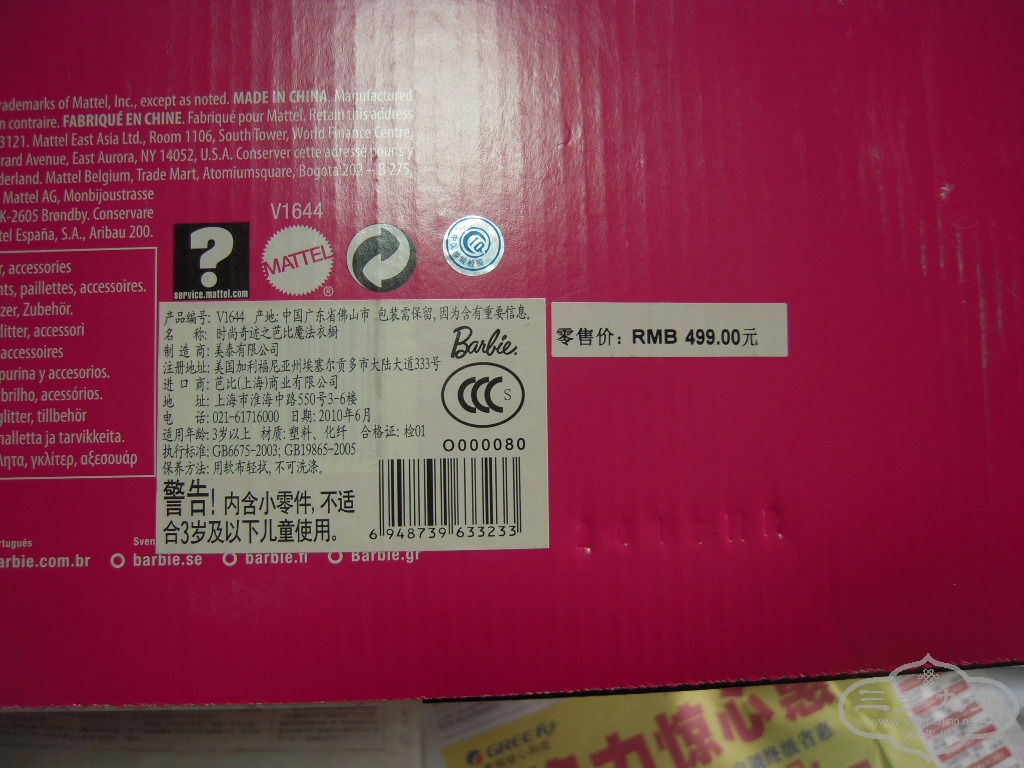 rademarks of Mattel, Inc., except as noted. MADE IN CHINA. Manufactured
n contraire. FABRIQUÉ EN CHINE. Fabriqué pour Mattel. Retain this address
3121. Mattel East Asia Ltd., Room 1106, South Tower, World Finance Centre,
rard Avenue, East Aurora, NY 14052, U.S.A. Conserver cette adresse pour s'y
derland. Mattel Belgium, Trade Mart, Atomiumsquare, Bogota 202 - B 275,
Mattel AG, Monbijoustrasse
K-2605 Brøndby. Conservare
tel España, S.A., Aribau 200.
V1644
?
service.mattel.com
MATTEL
®
r, accessories
nts, paillettes, accessoires.
zer, Zubehör.
litter, accessori
accessoires
purina y accesorios.
brilho, acessórios.
glitter, tillbehör
malletta ja tarvikkeita.
λητα, γκλίτερ, αξεσουάρ
产品编号: V1644 产地: 中国广东省佛山市 包装需保留,因为含有重要信息.
名 称: 时尚奇迹之芭比魔法衣橱
制 造 商: 美泰有限公司
注册地址: 美国加利福尼亚州埃塞尔贡多市大陆大道333号
进 口 商: 芭比(上海)商业有限公司
地 址: 上海市淮海中路550号3-6楼
电 话: 021-61716000 日期: 2010年6月
适用年龄: 3岁以上 材质: 塑料、化纤 合格证: 检01
执行标准: GB6675-2003; GB19865-2005
保养方法: 用软布轻拭,不可洗涤.
Barbie
CCC S
O000080
警告! 内含小零件, 不适
合3岁及以下儿童使用。
6 948739 633233
零售价: RMB 499.00元
rtuguês
Sven
arbie.com.br barbie.se barbie.fi Barbie.gr
GREE格力
力惊心